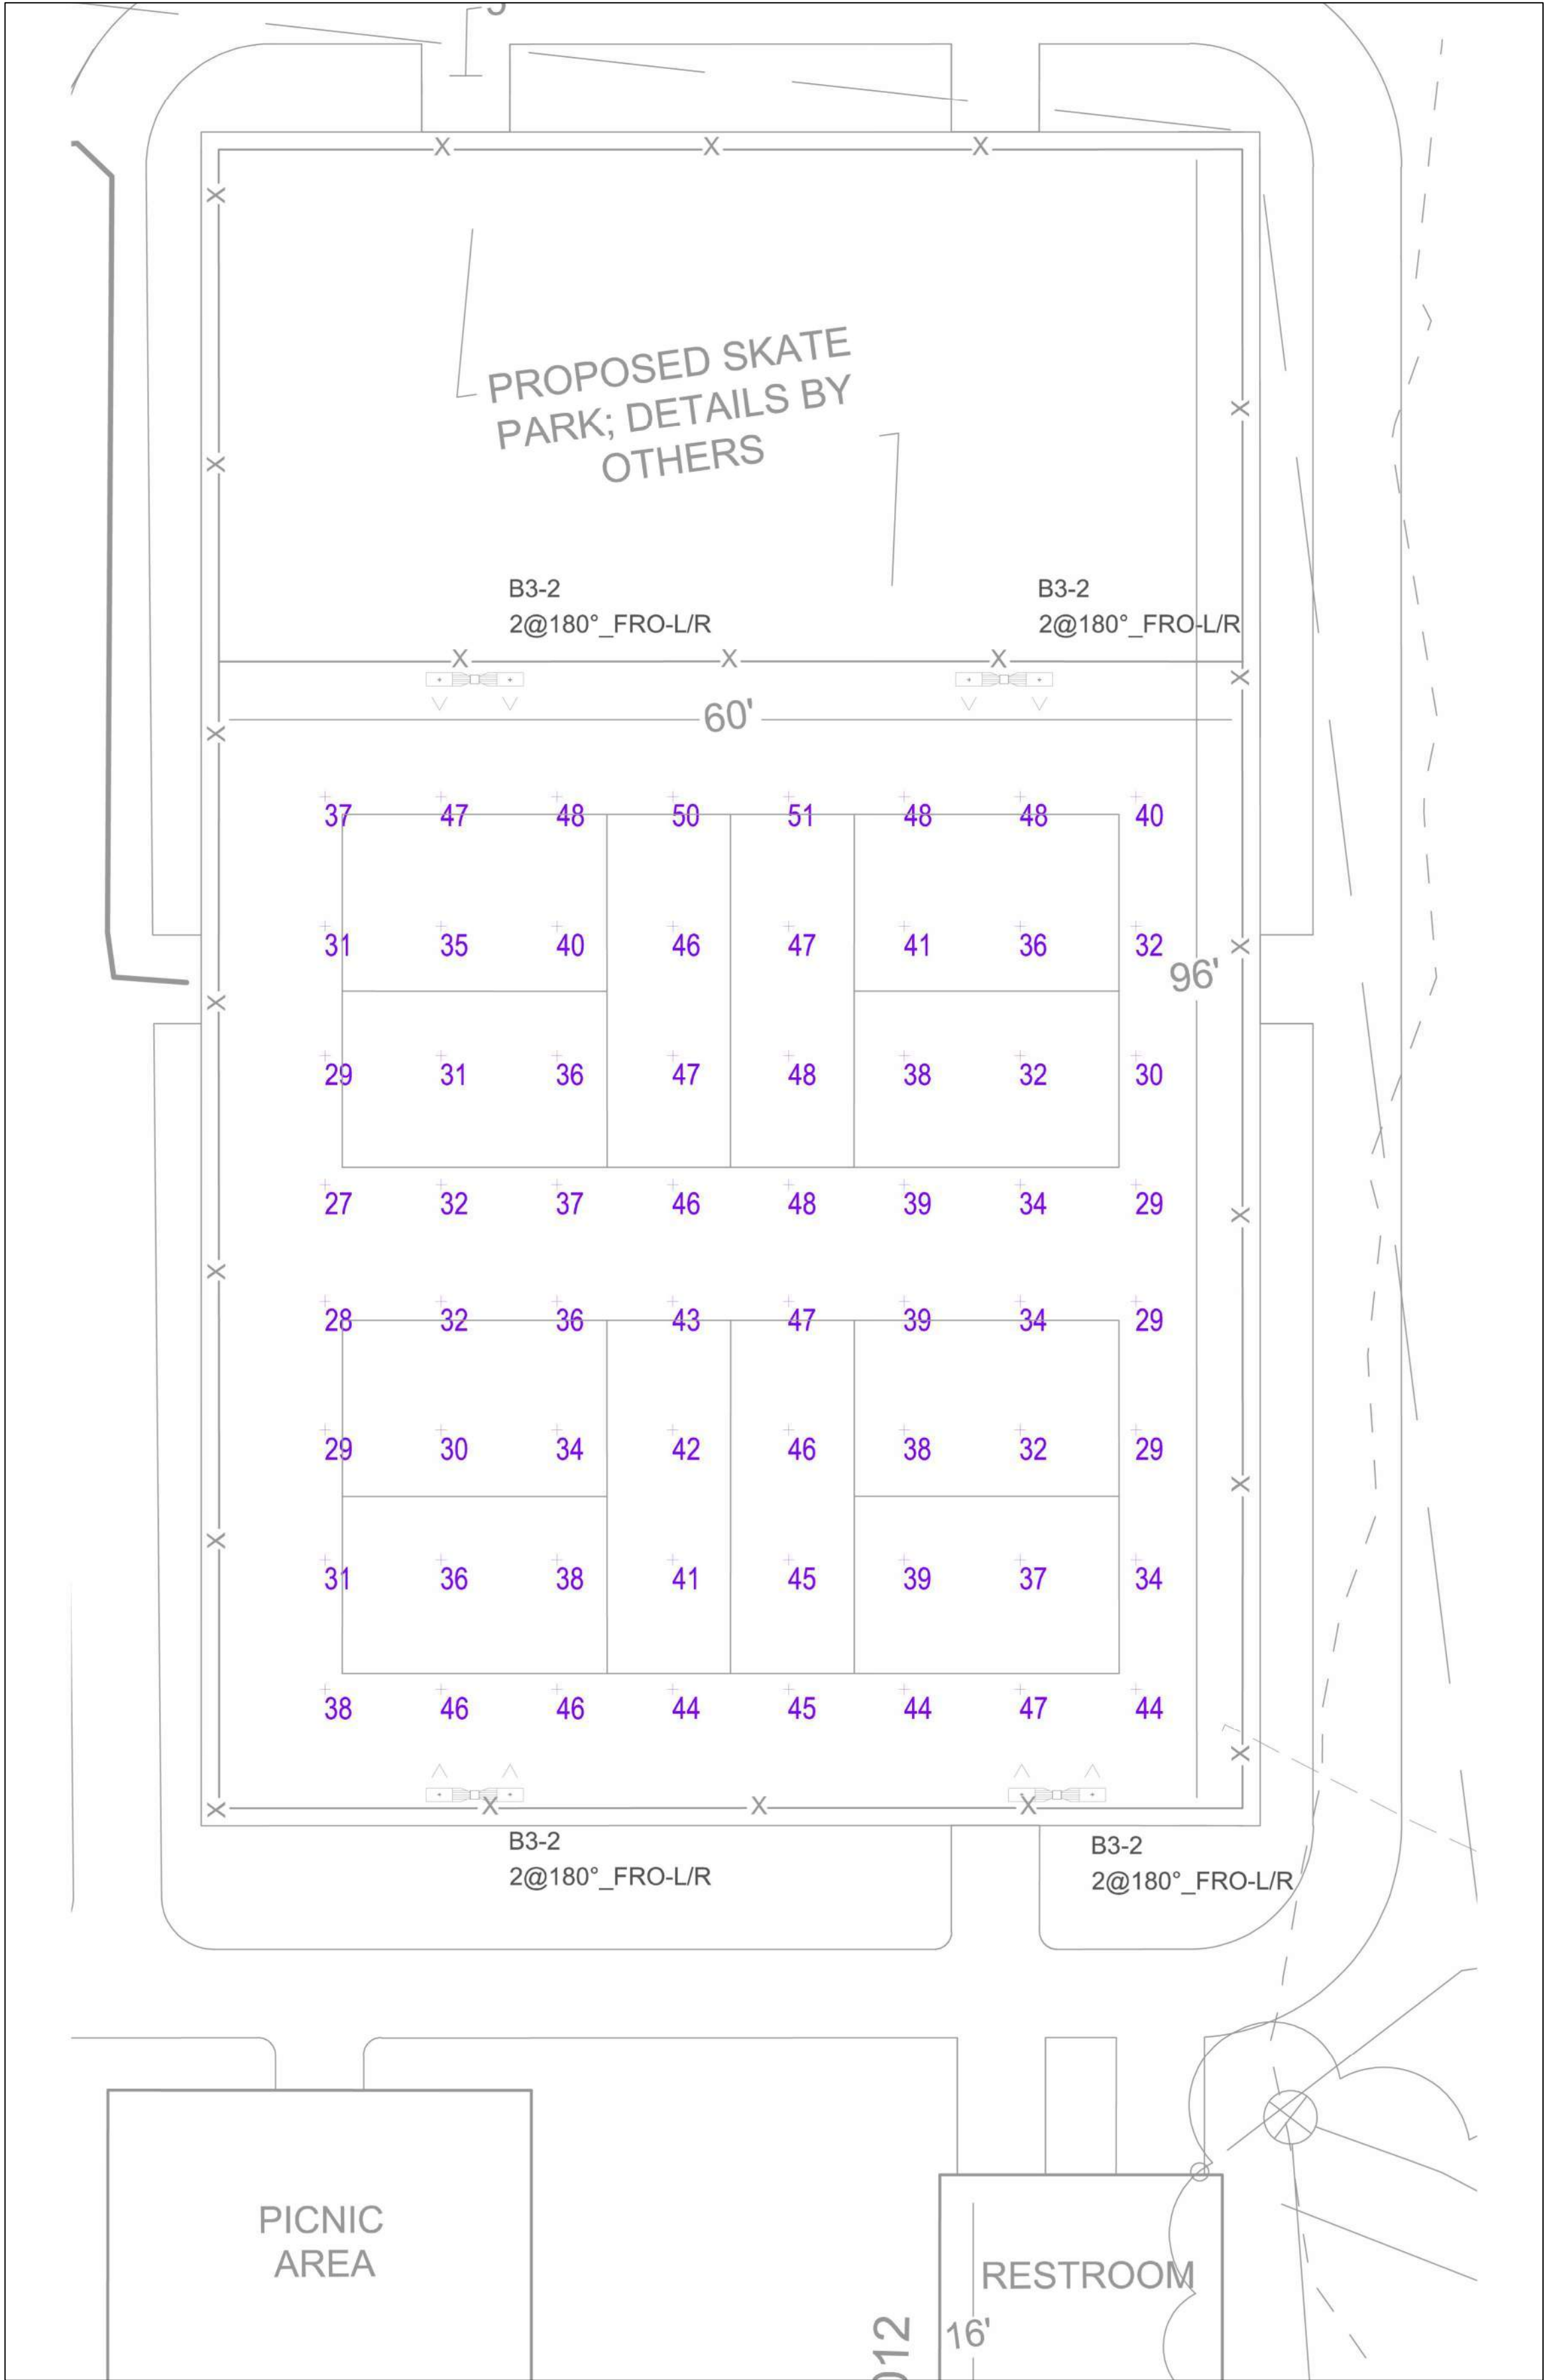 PROPOSED SKATE
PARK; DETAILS BY
OTHERS
B3-2
2@180°_FRO-L/R
B3-2
2@180°_FRO-L/R
60'
37 47 48 50 51 48 48 40
31 35 40 46 47 41 36 32
96'
29 31 36 47 48 38 32 30
27 32 37 46 48 39 34 29
28 32 36 43 47 39 34 29
29 30 34 42 46 38 32 29
31 36 38 41 45 39 37 34
38 46 46 44 45 44 47 44
B3-2
2@180°_FRO-L/R
B3-2
2@180°_FRO-L/R
PICNIC
AREA
RESTROOM
16'